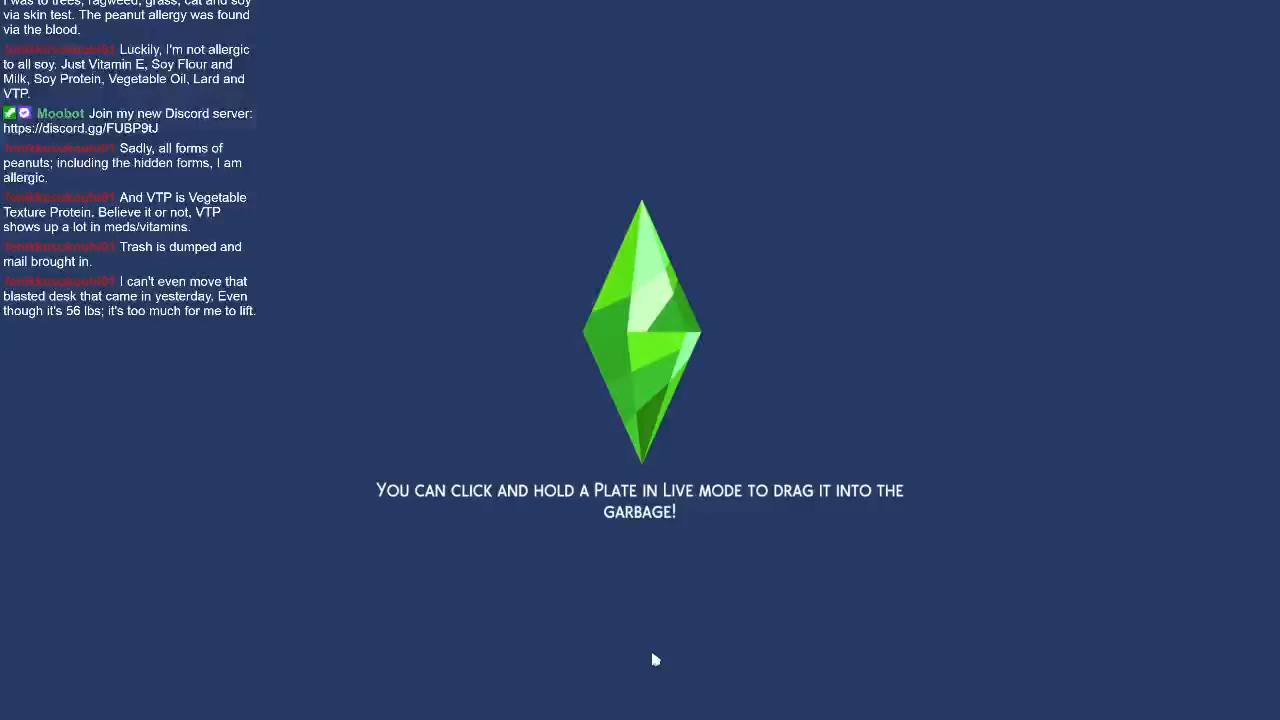 I was to trees, ragweed, grass, cat and soy
via skin test. The peanut allergy was found
via the blood.
Luckily, I'm not allergic
to all soy. Just Vitamin E, Soy Flour and
Milk, Soy Protein, Vegetable Oil, Lard and
VTP.
Moobot Join my new Discord server:
https://discord.gg/FUBP9tJ
Sadly, all forms of
peanuts; including the hidden forms, I am
allergic.
And VTP is Vegetable
Texture Protein. Believe it or not, VTP
shows up a lot in meds/vitamins.
Trash is dumped and
mail brought in.
I can't even move that
blasted desk that came in yesterday. Even
though it's 56 lbs; it's too much for me to lift.
You can click and hold a Plate in Live mode to drag it into the
garbage!